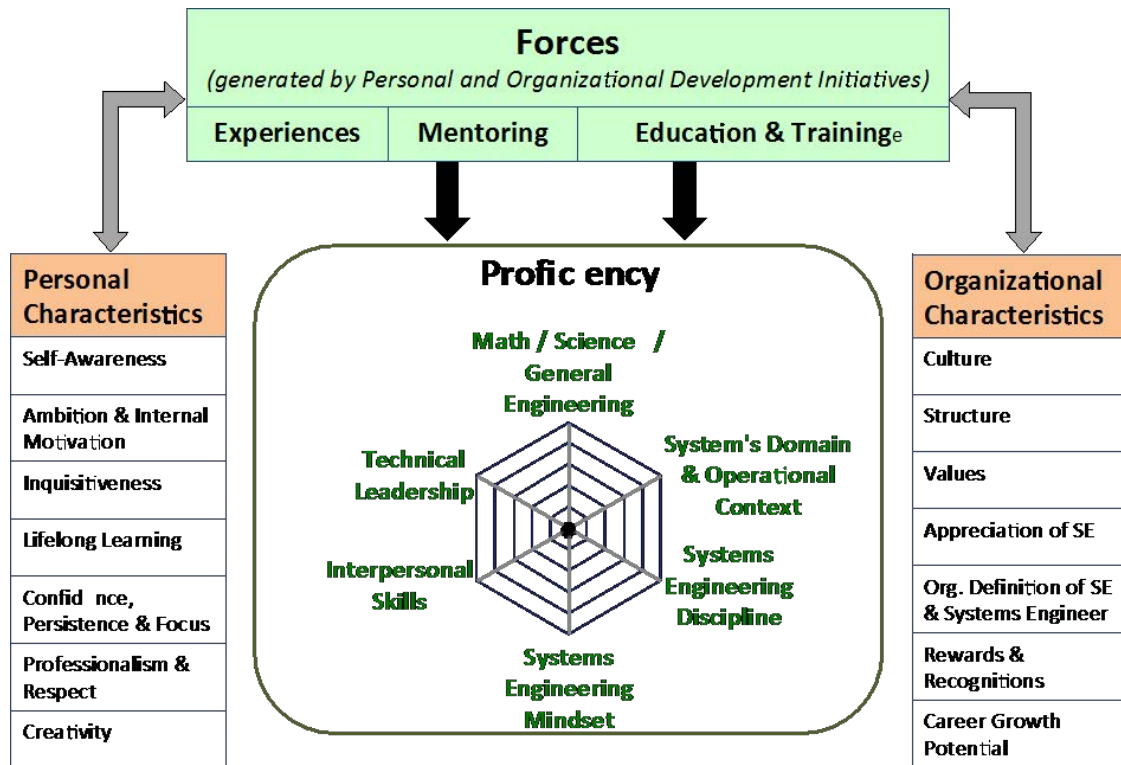 Forces
(generated by Personal and Organizational Development Initiatives)
Experiences
Mentoring
Education & Traininge
Personal
Characteristics
Self-Awareness
Ambition & Internal
Motivation
Inquisitiveness
Lifelong Learning
Confid nce,
Persistence & Focus
Professionalism &
Respect
Creativity
Profic ency
Math / Science /
General
Engineering
System's Domain
& Operational
Context
Systems
Engineering
Discipline
Systems
Engineering
Mindset
Interpersonal
Skills
Technical
Leadership
Organizational
Characteristics
Culture
Structure
Values
Appreciation of SE
Org. Definition of SE
& Systems Engineer
Rewards &
Recognitions
Career Growth
Potential